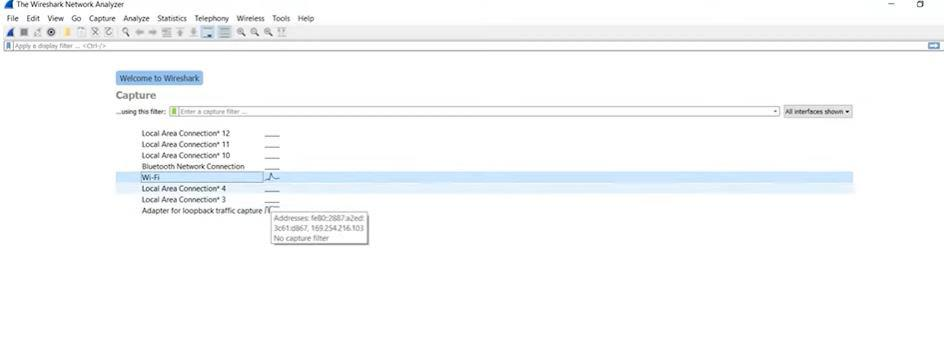 The Wireshark Network Analyzer
File Edit View Go Capture Analyze Statistics Telephony Wireless Tools Help
Apply a display filter ... <Ctrl-/>
Welcome to Wireshark
Capture
...using this filter: Enter a capture filter ... All interfaces shown
Local Area Connection* 12
Local Area Connection* 11
Local Area Connection* 10
Bluetooth Network Connection
Wi-Fi
Local Area Connection* 4
Local Area Connection* 3
Adapter for loopback traffic capture
Addresses: fe80::2887:a2ed:
3c61:d867, 169.254.216.103
No capture filter